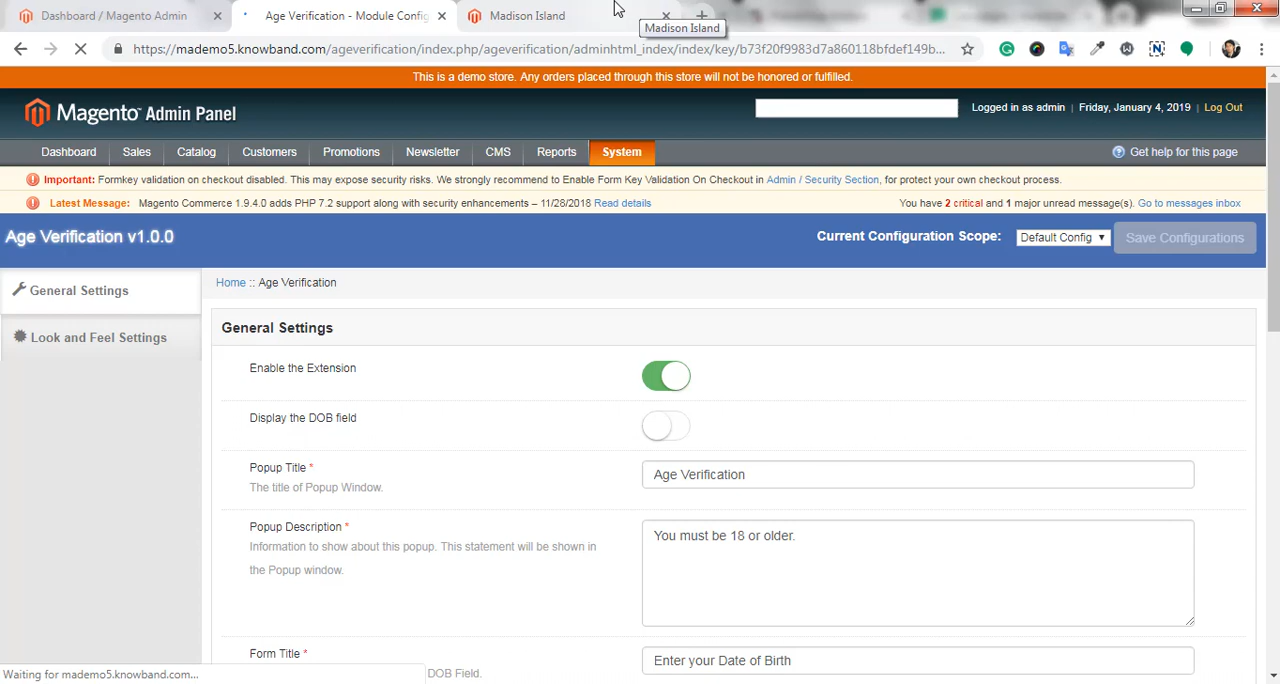 Dashboard / Magento Admin
Age Verification - Module Config
Madison Island
Madison Island
https://mademo5.knowband.com/ageverification/index.php/ageverification/adminhtml_index/index/key/b73f20f9983d7a860118bfdef149b...
This is a demo store. Any orders placed through this store will not be honored or fulfilled.
Magento Admin Panel
Logged in as admin | Friday, January 4, 2019 | Log Out
Dashboard Sales Catalog Customers Promotions Newsletter CMS Reports System Get help for this page
Important: Formkey validation on checkout disabled. This may expose security risks. We strongly recommend to Enable Form Key Validation On Checkout in Admin / Security Section, for protect your own checkout process.
Latest Message: Magento Commerce 1.9.4.0 adds PHP 7.2 support along with security enhancements – 11/28/2018 Read details You have 2 critical and 1 major unread message(s). Go to messages inbox
Age Verification v1.0.0
Current Configuration Scope: Default Config Save Configurations
General Settings
Look and Feel Settings
Home :: Age Verification
General Settings
Enable the Extension
Display the DOB field
Popup Title *
The title of Popup Window.
Age Verification
Popup Description *
Information to show about this popup. This statement will be shown in
the Popup window.
You must be 18 or older.
Form Title *
Enter your Date of Birth
DOB Field.
Waiting for mademo5.knowband.com...